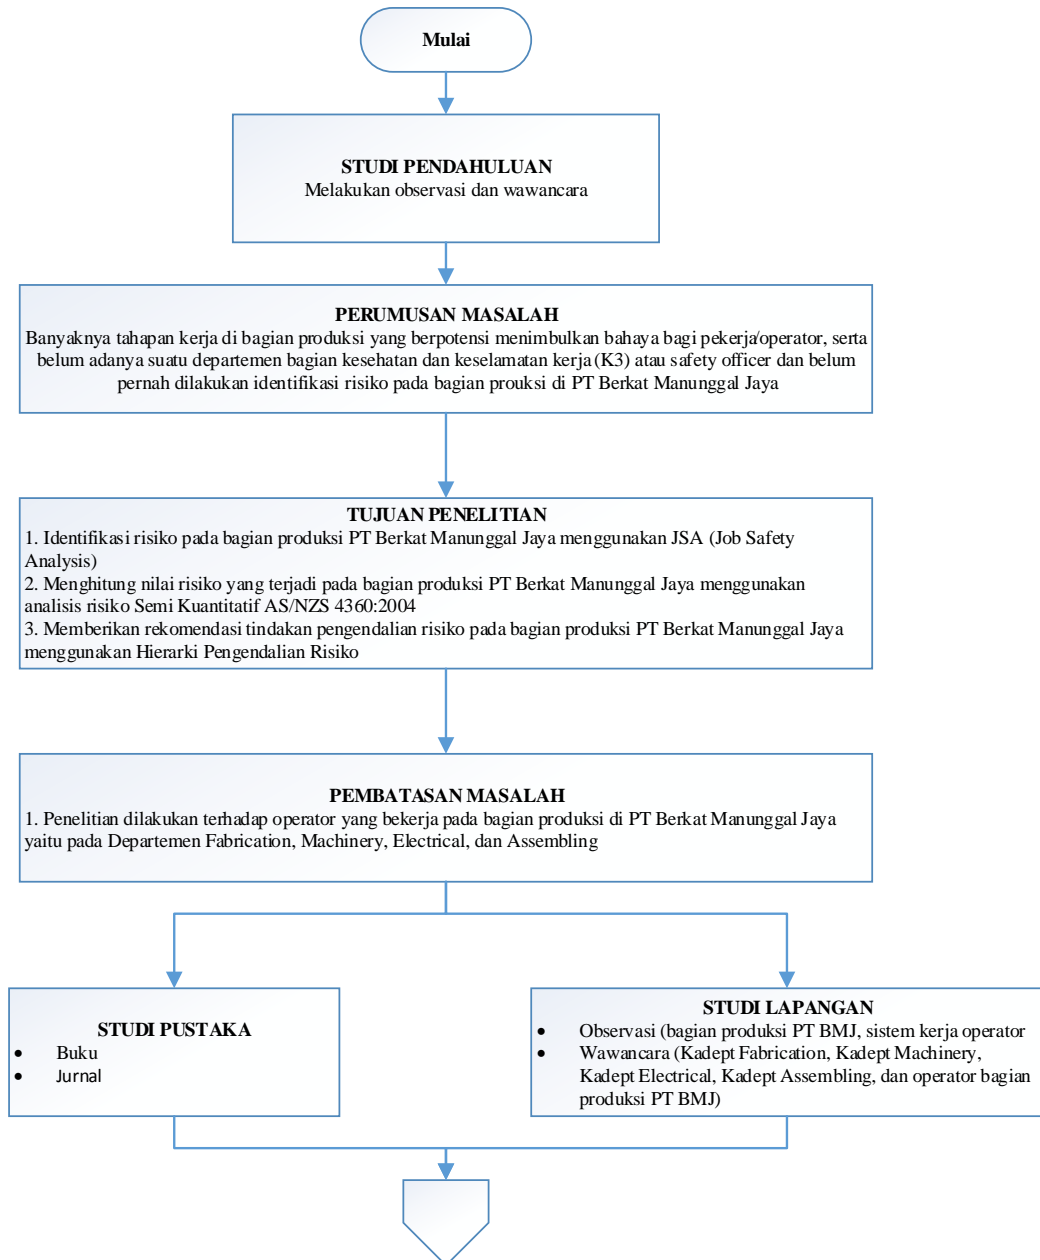 Mulai
STUDI PENDAHULUAN
Melakukan observasi dan wawancara
PERUMUSAN MASALAH
Banyaknya tahapan kerja di bagian produksi yang berpotensi menimbulkan bahaya bagi pekerja/operator, serta
belum adanya suatu departemen bagian kesehatan dan keselamatan kerja (K3) atau safety officer dan belum
pernah dilakukan identifikasi risiko pada bagian prouksi di PT Berkat Manunggal Jaya
TUJUAN PENELITIAN
1. Identifikasi risiko pada bagian produksi PT Berkat Manunggal Jaya menggunakan JSA (Job Safety
Analysis)
2. Menghitung nilai risiko yang terjadi pada bagian produksi PT Berkat Manunggal Jaya menggunakan
analisis risiko Semi Kuantitatif AS/NZS 4360:2004
3. Memberikan rekomendasi tindakan pengendalian risiko pada bagian produksi PT Berkat Manunggal Jaya
menggunakan Hierarki Pengendalian Risiko
PEMBATASAN MASALAH
1. Penelitian dilakukan terhadap operator yang bekerja pada bagian produksi di PT Berkat Manunggal Jaya
yaitu pada Departemen Fabrication, Machinery, Electrical, dan Assembling
STUDI PUSTAKA
• Buku
• Jurnal
STUDI LAPANGAN
• Observasi (bagian produksi PT BMJ, sistem kerja operator
• Wawancara (Kadept Fabrication, Kadept Machinery,
Kadept Electrical, Kadept Assembling, dan operator bagian
produksi PT BMJ)